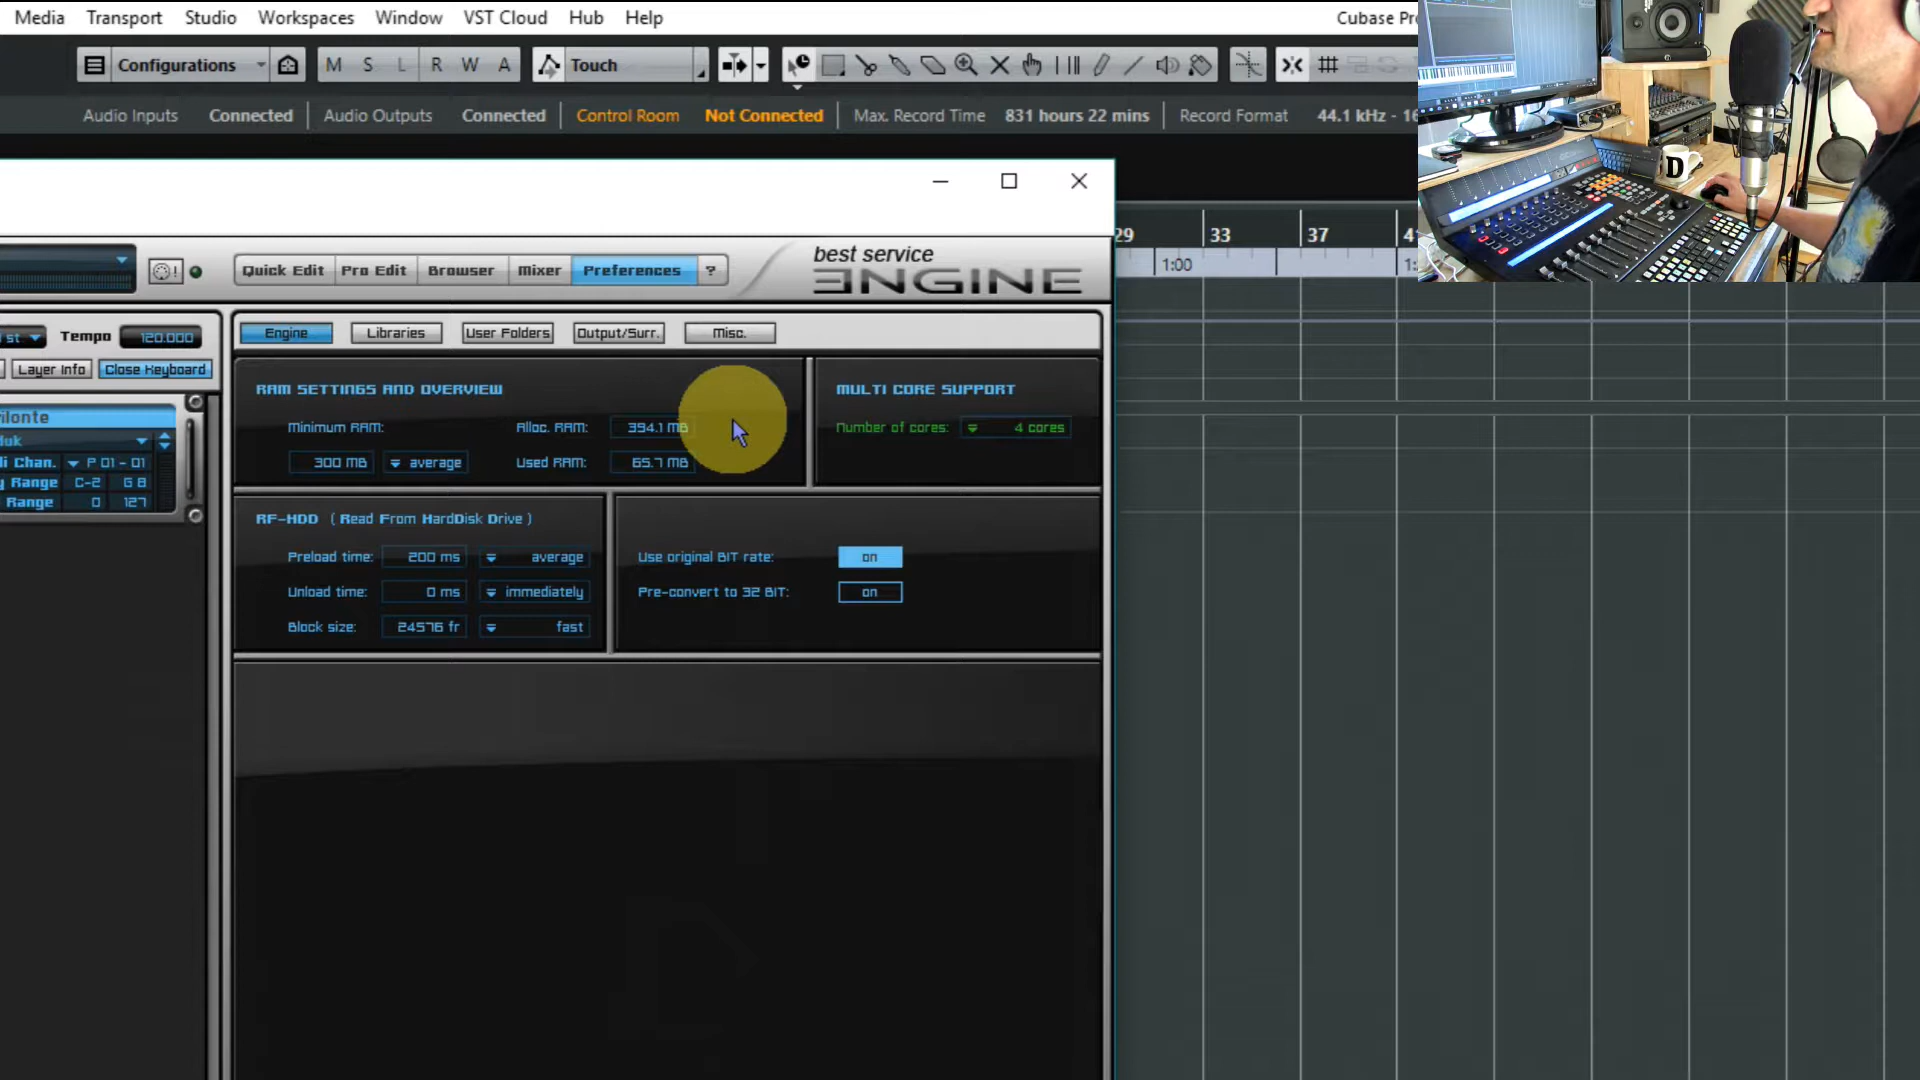 Media Transport Studio Workspaces Window VST Cloud Hub Help
Configurations M S L R W A Touch
Audio Inputs Connected Audio Outputs Connected Control Room Not Connected Max. Record Time 831 hours 22 mins Record Format 44.1 kHz - 16
29 33 37 41
1:00
best service
ENGINE
Quick Edit Pro Edit Browser Mixer Preferences ?
Tempo 120.000
Layer Info Close Keyboard
Engine Libraries User Folders Output/Surr. Misc.
RAM SETTINGS AND OVERVIEW
Minimum RAM: Alloc. RAM: 394.1 MB
300 MB average Used RAM: 65.7 MB
MULTI CORE SUPPORT
Number of cores: 4 cores
RF-HDD ( Read From HardDisk Drive )
Preload time: 200 ms average
Unload time: 0 ms immediately
Block size: 24576 fr fast
Use original BIT rate: on
Pre-convert to 32 BIT: on
P 01 - 01
Range C-2 G 8
Range 0 127
D